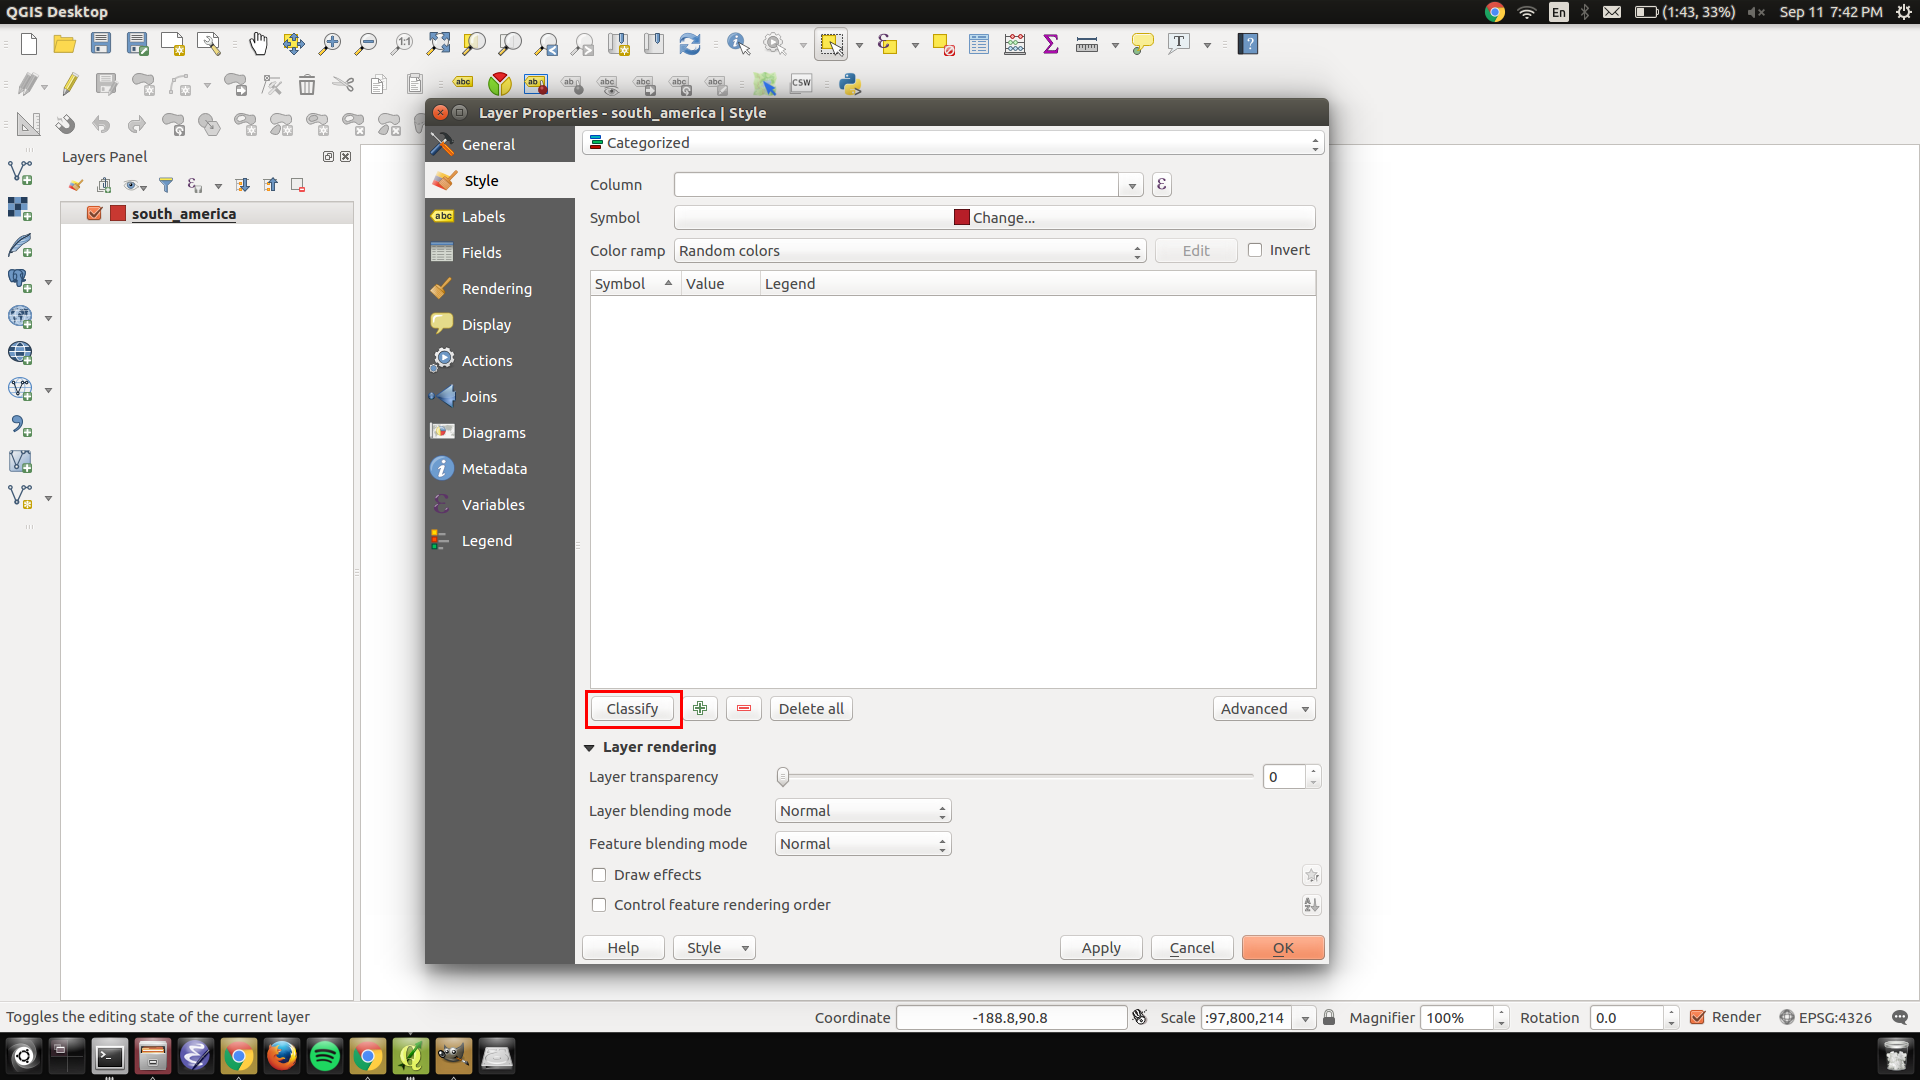 QGIS Desktop
En
(1:43, 33%)
Sep 11 7:42 PM
Layer Properties - south_america | Style
Layers Panel
south_america
General
Style
Labels
Fields
Rendering
Display
Actions
Joins
Diagrams
Metadata
Variables
Legend
Categorized
Column
ε
Symbol
Change...
Color ramp
Random colors
Edit
Invert
Symbol
Value
Legend
Classify
Delete all
Advanced
Layer rendering
Layer transparency
0
Layer blending mode
Normal
Feature blending mode
Normal
Draw effects
Control feature rendering order
Help
Style
Apply
Cancel
OK
Toggles the editing state of the current layer
Coordinate
-188.8,90.8
Scale
:97,800,214
Magnifier
100%
Rotation
0.0
Render
EPSG:4326